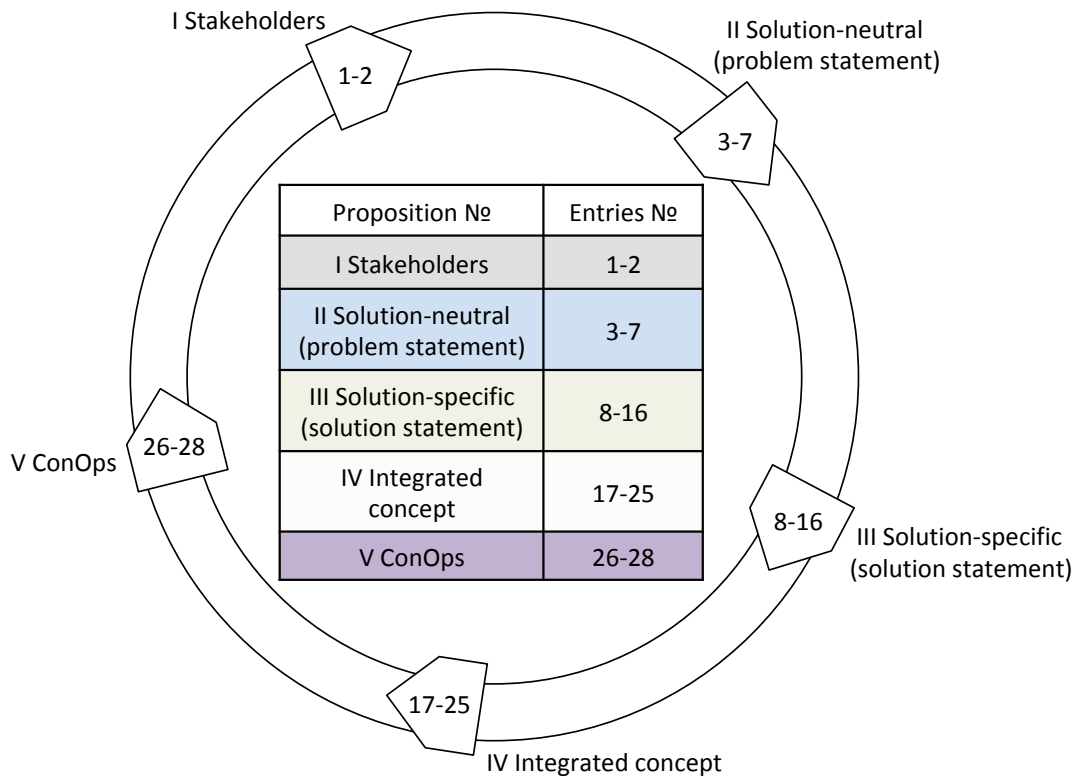 I Stakeholders
1-2
II Solution-neutral
(problem statement)
3-7
Proposition №
Entries №
I Stakeholders
1-2
II Solution-neutral
(problem statement)
3-7
III Solution-specific
(solution statement)
8-16
IV Integrated
concept
17-25
V ConOps
26-28
V ConOps
26-28
8-16
III Solution-specific
(solution statement)
17-25
IV Integrated concept